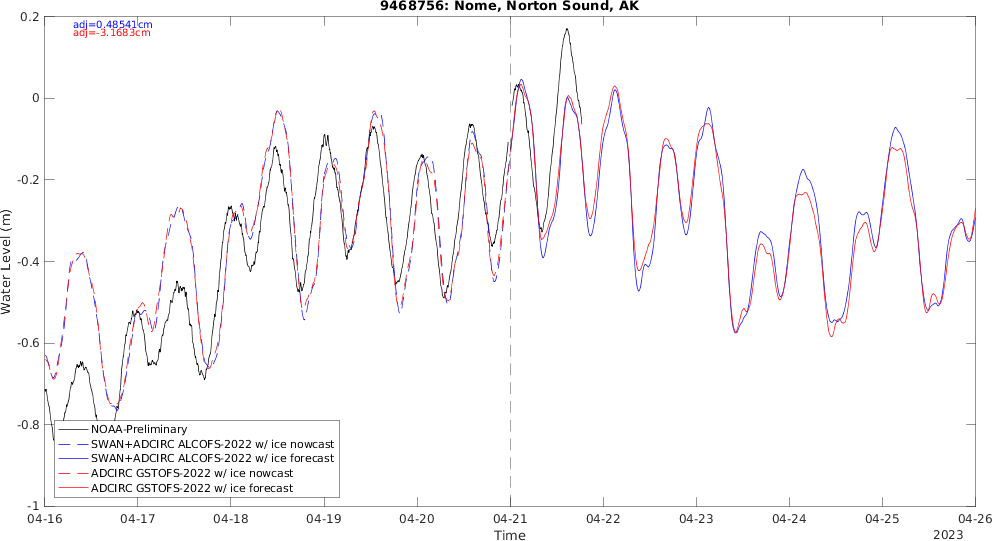 9468756: Nome, Norton Sound, AK
adj=0.48541cm
adj=-3.1683cm
0.2
0
-0.2
-0.4
-0.6
-0.8
-1
Water Level (m)
NOAA-Preliminary
SWAN+ADCIRC ALCOFS-2022 w/ ice nowcast
SWAN+ADCIRC ALCOFS-2022 w/ ice forecast
ADCIRC GSTOFS-2022 w/ ice nowcast
ADCIRC GSTOFS-2022 w/ ice forecast
04-16 04-17 04-18 04-19 04-20 04-21 04-22 04-23 04-24 04-25 04-26
Time
2023